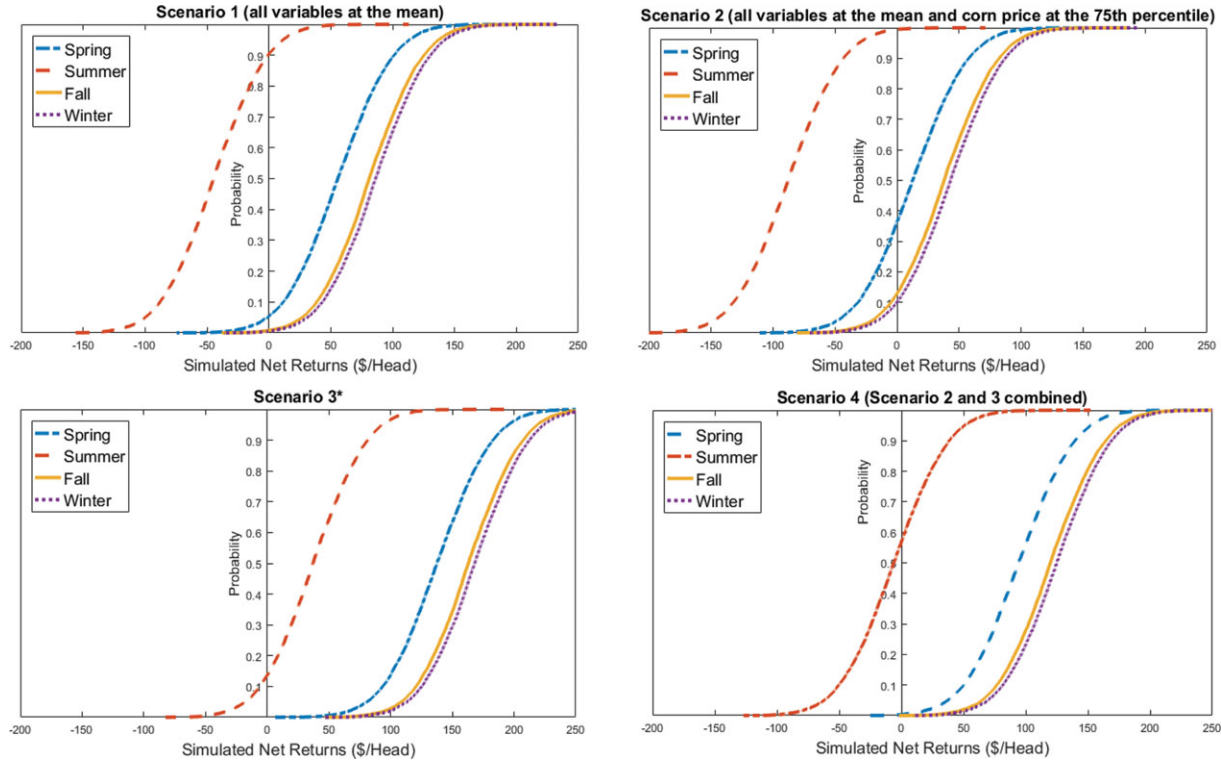 Scenario 1 (all variables at the mean)
Spring
Summer
Fall
Winter
0.9
0.8
0.7
0.6
0.5
0.4
0.3
0.2
0.1
Probability
-200 -150 -100 -50 0 50 100 150 200 250
Simulated Net Returns ($/Head)
Scenario 2 (all variables at the mean and corn price at the 75th percentile)
Spring
Summer
Fall
Winter
0.9
0.8
0.7
0.6
0.5
0.4
0.3
0.2
0.1
Probability
-200 -150 -100 -50 0 50 100 150 200 250
Simulated Net Returns ($/Head)
Scenario 3*
Spring
Summer
Fall
Winter
0.9
0.8
0.7
0.6
0.5
0.4
0.3
0.2
0.1
Probability
-200 -150 -100 -50 0 50 100 150 200 250
Simulated Net Returns ($/Head)
Scenario 4 (Scenario 2 and 3 combined)
Spring
Summer
Fall
Winter
0.9
0.8
0.7
0.6
0.5
0.4
0.3
0.2
0.1
Probability
-200 -150 -100 -50 0 50 100 150 200 250
Simulated Net Returns ($/Head)